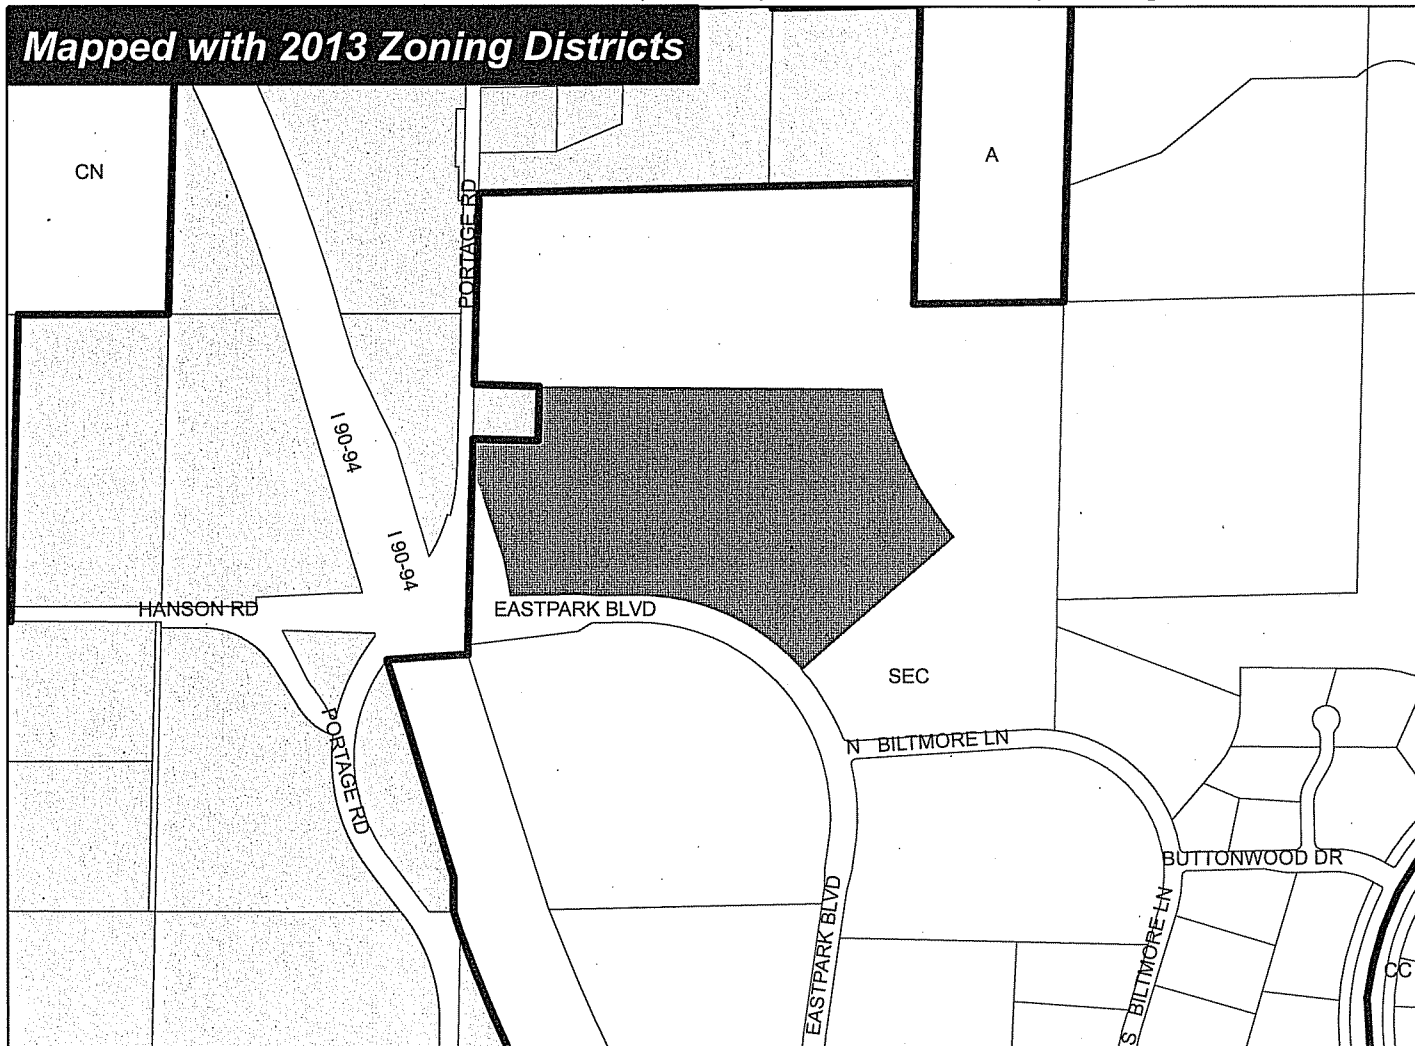 Mapped with 2013 Zoning Districts
CN
A
PORTAGE RD
I 90-94
I 90-94
HANSON RD
EASTPARK BLVD
SEC
PORTAGE RD
N BILTMORE LN
BUTTONWOOD DR
EASTPARK BLVD
S BILTMORE LN
CC